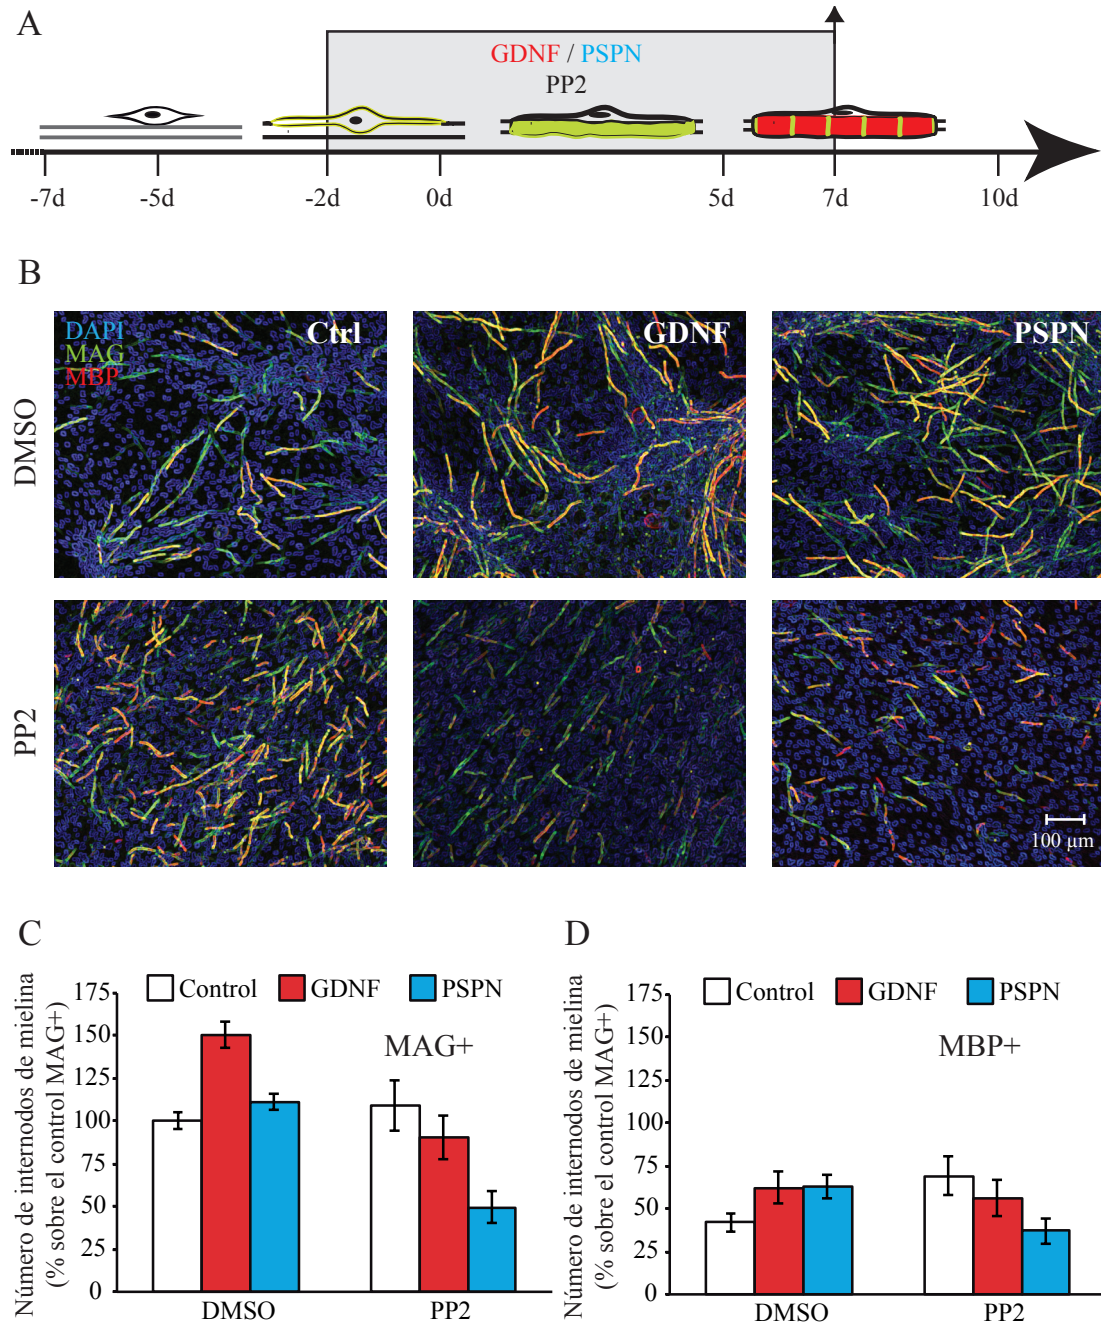 A
GDNF / PSPN
PP2
-7d -5d -2d 0d 5d 7d 10d
B
DAPI
MAG
MBP
Ctrl
GDNF
PSPN
DMSO
PP2
100 µm
C
Número de internodos de mielina
(% sobre el control MAG+)
175
150
125
100
75
50
25
0
Control GDNF PSPN
MAG+
DMSO PP2
D
Número de internodos de mielina
(% sobre el control MAG+)
175
150
125
100
75
50
25
0
Control GDNF PSPN
MBP+
DMSO PP2